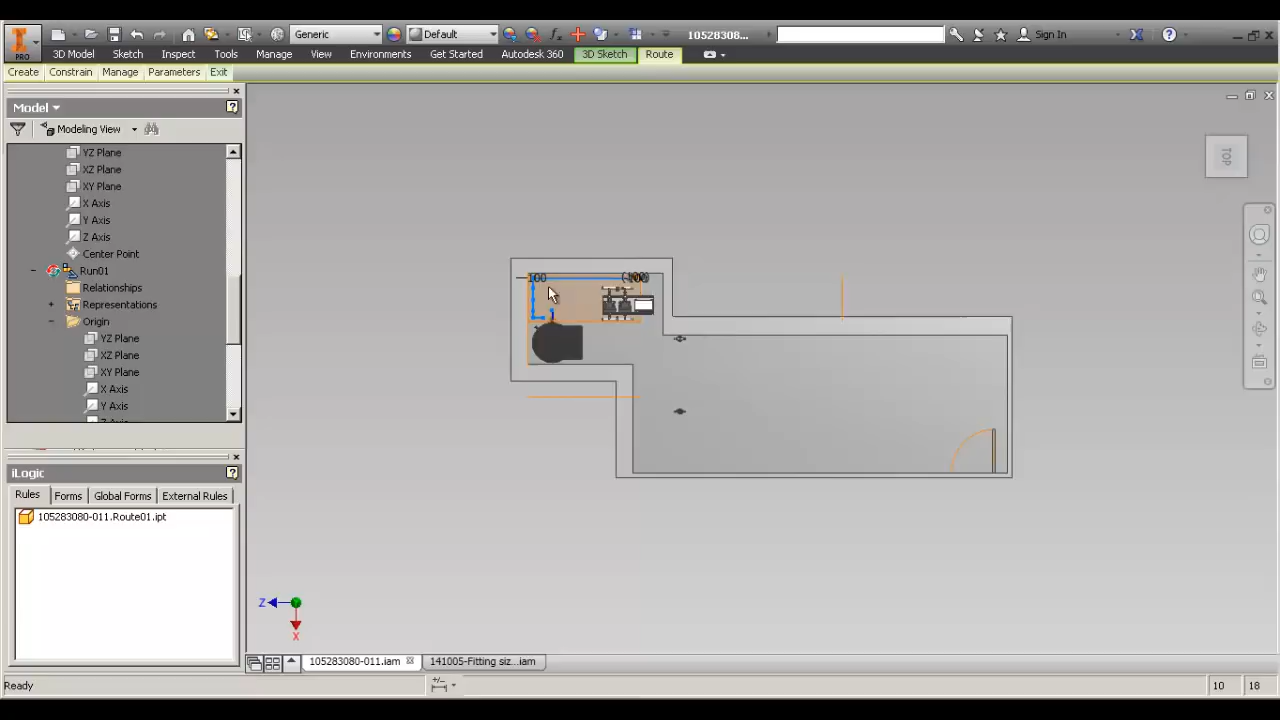 Generic
Default
fx
105283080...
Sign In
PRO
3D Model
Sketch
Inspect
Tools
Manage
View
Environments
Get Started
Autodesk 360
3D Sketch
Route
Create
Constrain
Manage
Parameters
Exit
Model
Modeling View
YZ Plane
XZ Plane
XY Plane
X Axis
Y Axis
Z Axis
Center Point
Run01
Relationships
Representations
Origin
YZ Plane
XZ Plane
XY Plane
X Axis
Y Axis
TOP
100
iLogic
Rules
Forms
Global Forms
External Rules
105283080-011.Route01.ipt
Z
X
105283080-011.iam
141005-Fitting siz...iam
Ready
10
18